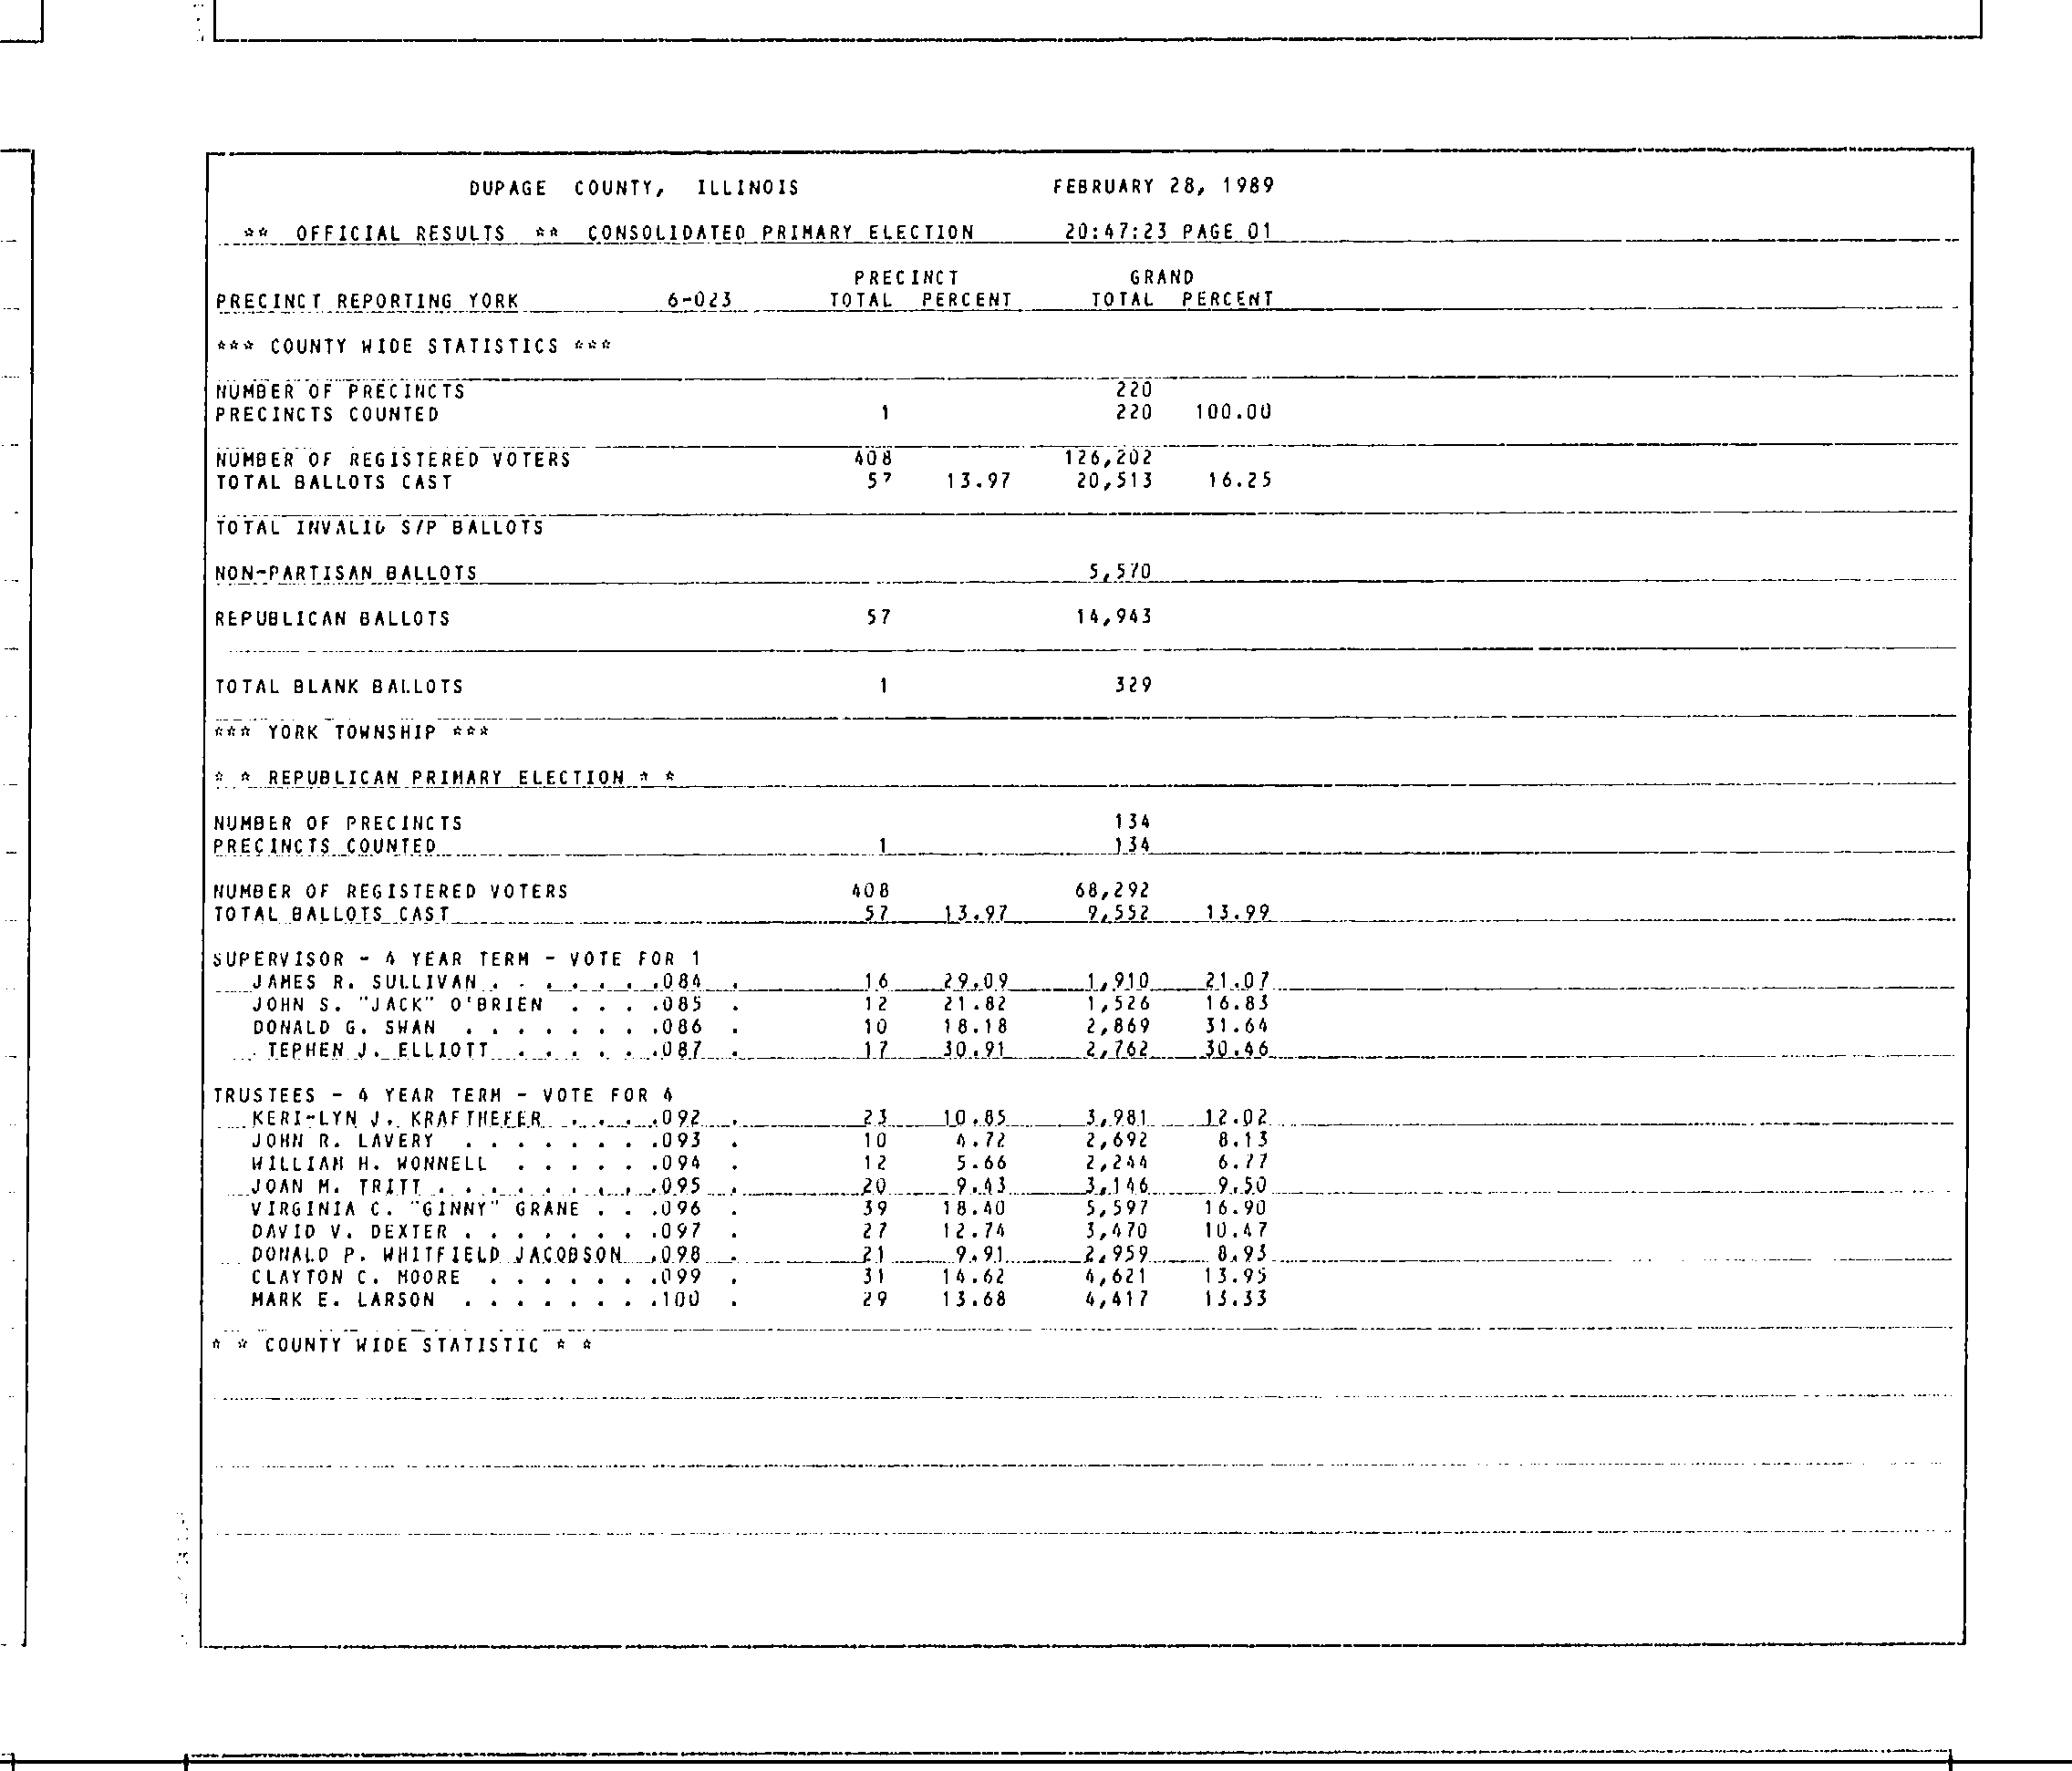 DUPAGE COUNTY, ILLINOIS FEBRUARY 28, 1989
** OFFICIAL RESULTS ** CONSOLIDATED PRIMARY ELECTION 20:47:23 PAGE 01
PRECINCT GRAND
PRECINCT REPORTING YORK 6-023 TOTAL PERCENT TOTAL PERCENT
*** COUNTY WIDE STATISTICS ***
NUMBER OF PRECINCTS 220
PRECINCTS COUNTED 1 220 100.00
NUMBER OF REGISTERED VOTERS 408 126,202
TOTAL BALLOTS CAST 57 13.97 20,513 16.25
TOTAL INVALID S/P BALLOTS
NON-PARTISAN BALLOTS 5,570
REPUBLICAN BALLOTS 57 14,943
TOTAL BLANK BALLOTS 1 329
*** YORK TOWNSHIP ***
* * REPUBLICAN PRIMARY ELECTION * *
NUMBER OF PRECINCTS 134
PRECINCTS COUNTED 1 134
NUMBER OF REGISTERED VOTERS 408 68,292
TOTAL BALLOTS CAST 57 13.97 9,552 13.99
SUPERVISOR - 4 YEAR TERM - VOTE FOR 1
JAMES R. SULLIVAN . . . . . . .084 . 16 29.09 1,910 21.07
JOHN S. "JACK" O'BRIEN . . . .085 . 12 21.82 1,526 16.83
DONALD G. SWAN . . . . . . . .086 . 10 18.18 2,869 31.64
TEPHEN J. ELLIOTT . . . . . .087 . 17 30.91 2,762 30.46
TRUSTEES - 4 YEAR TERM - VOTE FOR 4
KERI-LYN J. KRAFTHEFER . . . .092 . 23 10.85 3,981 12.02
JOHN R. LAVERY . . . . . . . .093 . 10 4.72 2,692 8.13
WILLIAM H. WONNELL . . . . . .094 . 12 5.66 2,244 6.77
JOAN M. TRITT . . . . . . . . .095 . 20 9.43 3,146 9.50
VIRGINIA C. "GINNY" GRANE . . .096 . 39 18.40 5,597 16.90
DAVID V. DEXTER . . . . . . . .097 . 27 12.74 3,470 10.47
DONALD P. WHITFIELD JACOBSON .098 . 21 9.91 2,959 8.93
CLAYTON C. MOORE . . . . . . .099 . 31 14.62 4,621 13.95
MARK E. LARSON . . . . . . . .100 . 29 13.68 4,417 13.33
* * COUNTY WIDE STATISTIC * *